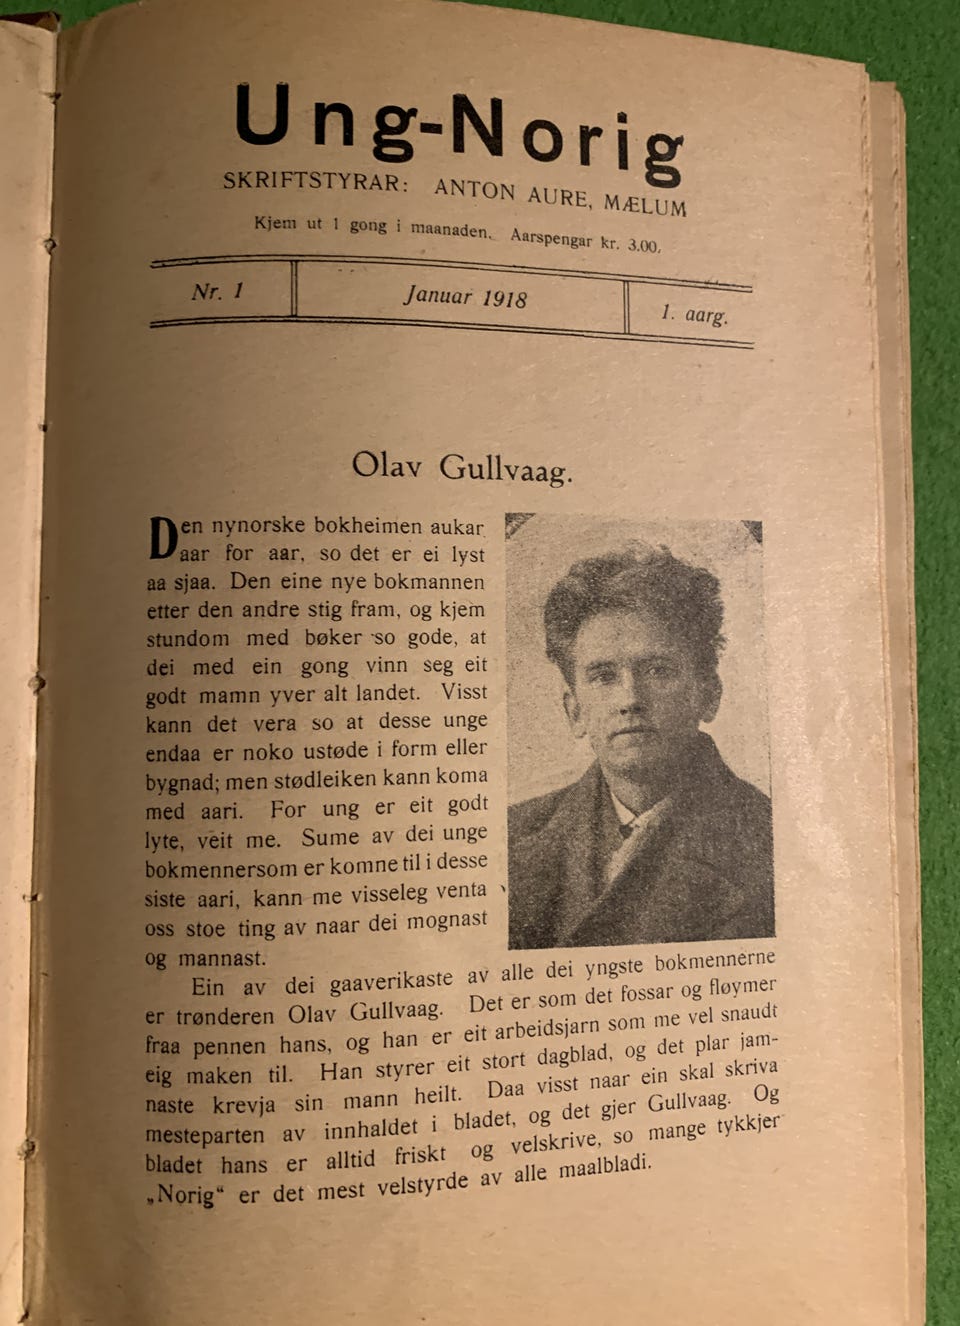 Ung-Norig
SKRIFTSTYRAR: ANTON AURE, MÆLUM
Kjem ut 1 gong i maanaden. Aarspengar kr. 3.00.
Nr. 1
Januar 1918
1. aarg.
Olav Gullvaag.
Den nynorske bokheimen aukar
aar for aar, so det er ei lyst
aa sjaa. Den eine nye bokmannen
etter den andre stig fram, og kjem
stundom med bøker so gode, at
dei med ein gong vinn seg eit
godt mamn yver alt landet. Visst
kann det vera so at desse unge
endaa er noko ustøde i form eller
bygnad; men stødleiken kann koma
med aari. For ung er eit godt
lyte, veit me. Sume av dei unge
bokmennersom er komne til i desse
siste aari, kann me visseleg venta
oss stoe ting av naar dei mognast
og mannast.
Ein av dei gaaverikaste av alle dei yngste bokmennerne
er trønderen Olav Gullvaag. Det er som det fossar og fløymer
fraa pennen hans, og han er eit arbeidsjarn som me vel snaudt
eig maken til. Han styrer eit stort dagblad, og det plar jam-
naste krevja sin mann heilt. Daa visst naar ein skal skriva
mesteparten av innhaldet i bladet, og det gjer Gullvaag. Og
bladet hans er alltid friskt og velskrive, so mange tykkjer
„Norig“ er det mest velstyrde av alle maalbladi.